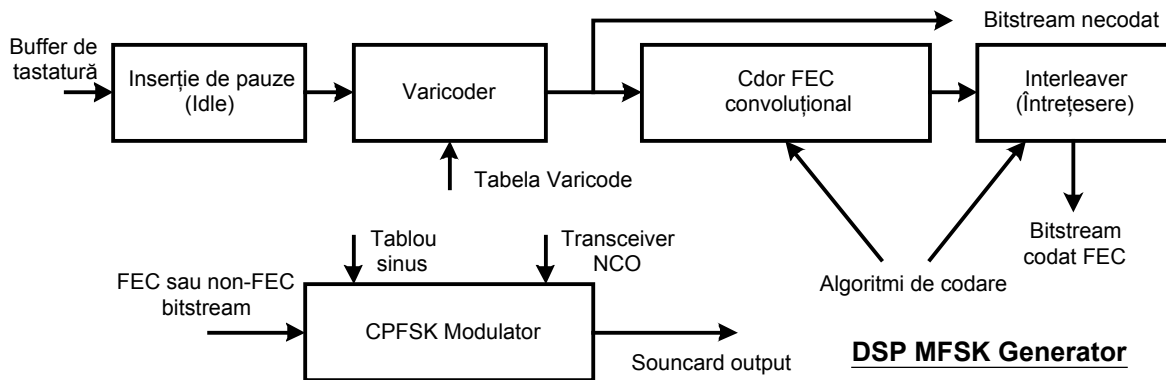 Bitstream necodat
Buffer de
tastatură
Inserție de pauze
(Idle)
Varicoder
Cdor FEC
convoluțional
Interleaver
(Întrețesere)
Tabela Varicode
Bitstream
codat FEC
Algoritmi de codare
Tablou
sinus
Transceiver
NCO
FEC sau non-FEC
bitstream
CPFSK Modulator
Souncard output
DSP MFSK Generator